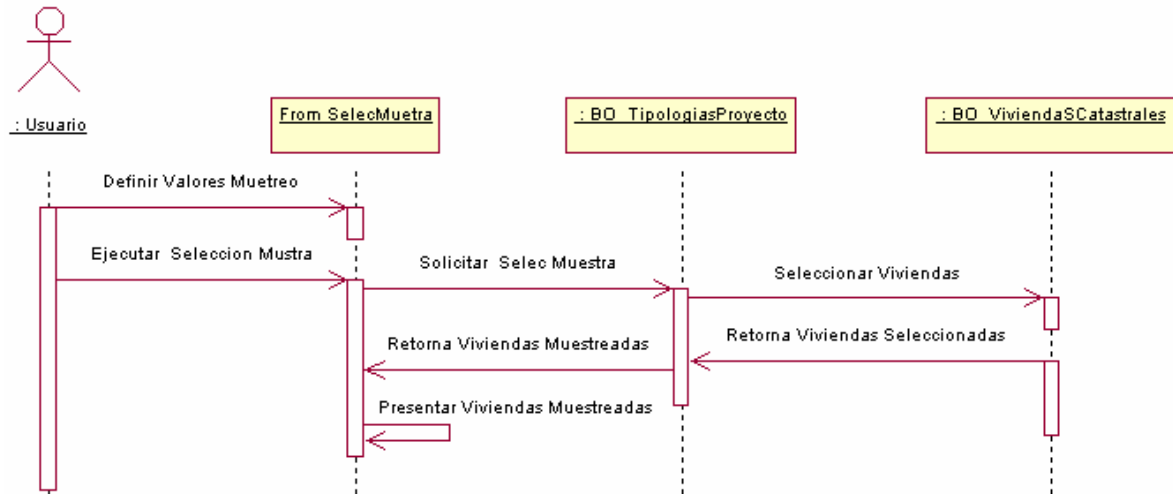 : Usuario
From SelecMuetra
: BO_TipologiasProyecto
: BO_ViviendaSCatastrales
Definir Valores Muetreo
Ejecutar Seleccion Mustra
Solicitar Selec Muestra
Seleccionar Viviendas
Retorna Viviendas Seleccionadas
Retorna Viviendas Muestreadas
Presentar Viviendas Muestreadas